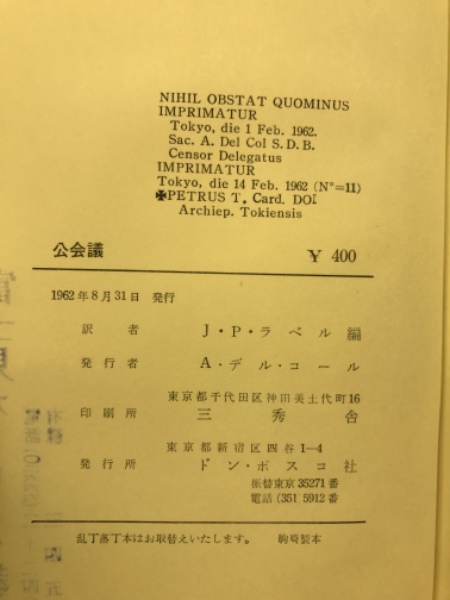 NIHIL OBSTAT QUOMINUS
IMPRIMATUR
Tokyo, die 1 Feb. 1962.
Sac. A. Del Col S. D. B.
Censor Delegatus
IMPRIMATUR
Tokyo, die 14 Feb. 1962 (N°=11)
✠PETRUS T. Card. DOI
Archiep. Tokiensis
公会議 ¥ 400
1962年8月31日 発行
訳者 J・P・ラベル編
発行者 A・デル・コール
東京都千代田区神田美土代町16
印刷所 三秀舎
東京都新宿区四谷1—4
発行所 ドン・ボスコ社
振替東京 35271番
電話 (351) 5912番
乱丁落丁本はお取替えいたします。 駒崎製本